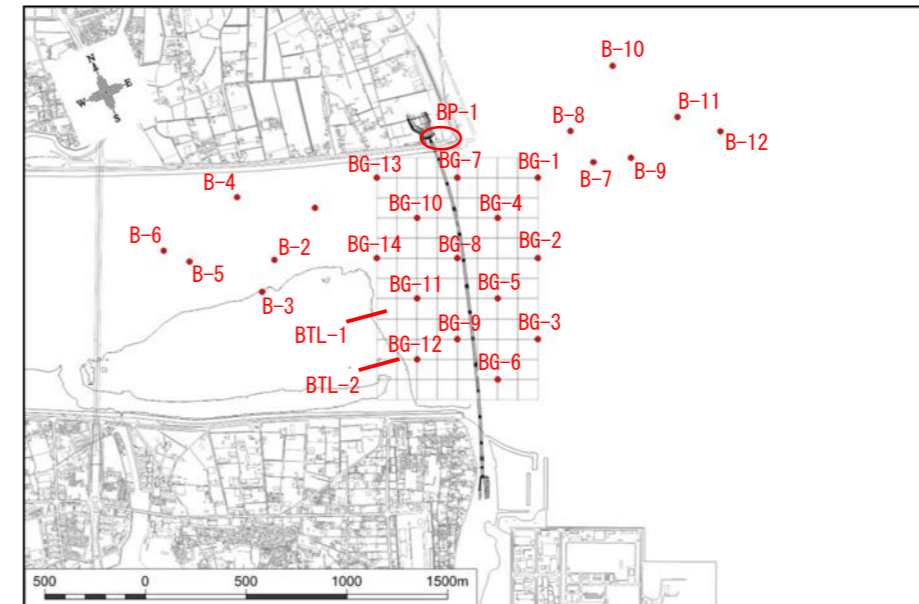 B-10
N
E
W
S
BP-1
B-8
B-11
B-12
B-7
B-9
BG-13
BG-7
BG-1
B-4
BG-10
BG-4
B-6
B-5
B-2
BG-14
BG-8
BG-2
B-3
BG-11
BG-5
BTL-1
BG-12
BG-9
BG-3
BTL-2
BG-6
500
0
500
1000
1500m